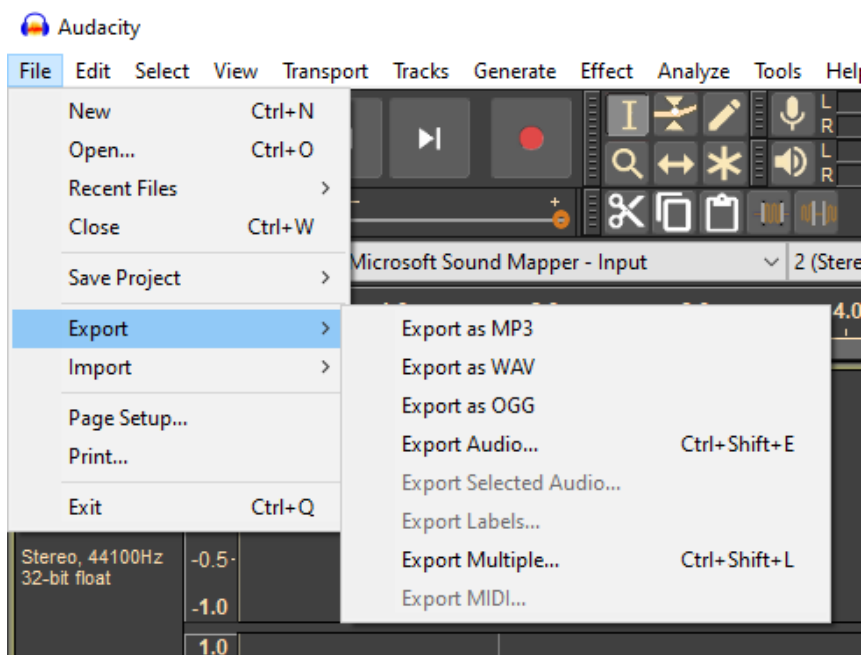 Audacity
File Edit Select View Transport Tracks Generate Effect Analyze Tools Help
New Ctrl+N
Open... Ctrl+O
Recent Files
Close Ctrl+W
Save Project
Export
Import
Page Setup...
Print...
Exit Ctrl+Q
L
R
L
R
Microsoft Sound Mapper - Input
2 (Stere
4.0
Export as MP3
Export as WAV
Export as OGG
Export Audio... Ctrl+Shift+E
Export Selected Audio...
Export Labels...
Export Multiple... Ctrl+Shift+L
Export MIDI...
Stereo, 44100Hz
32-bit float
-0.5-
-1.0
1.0